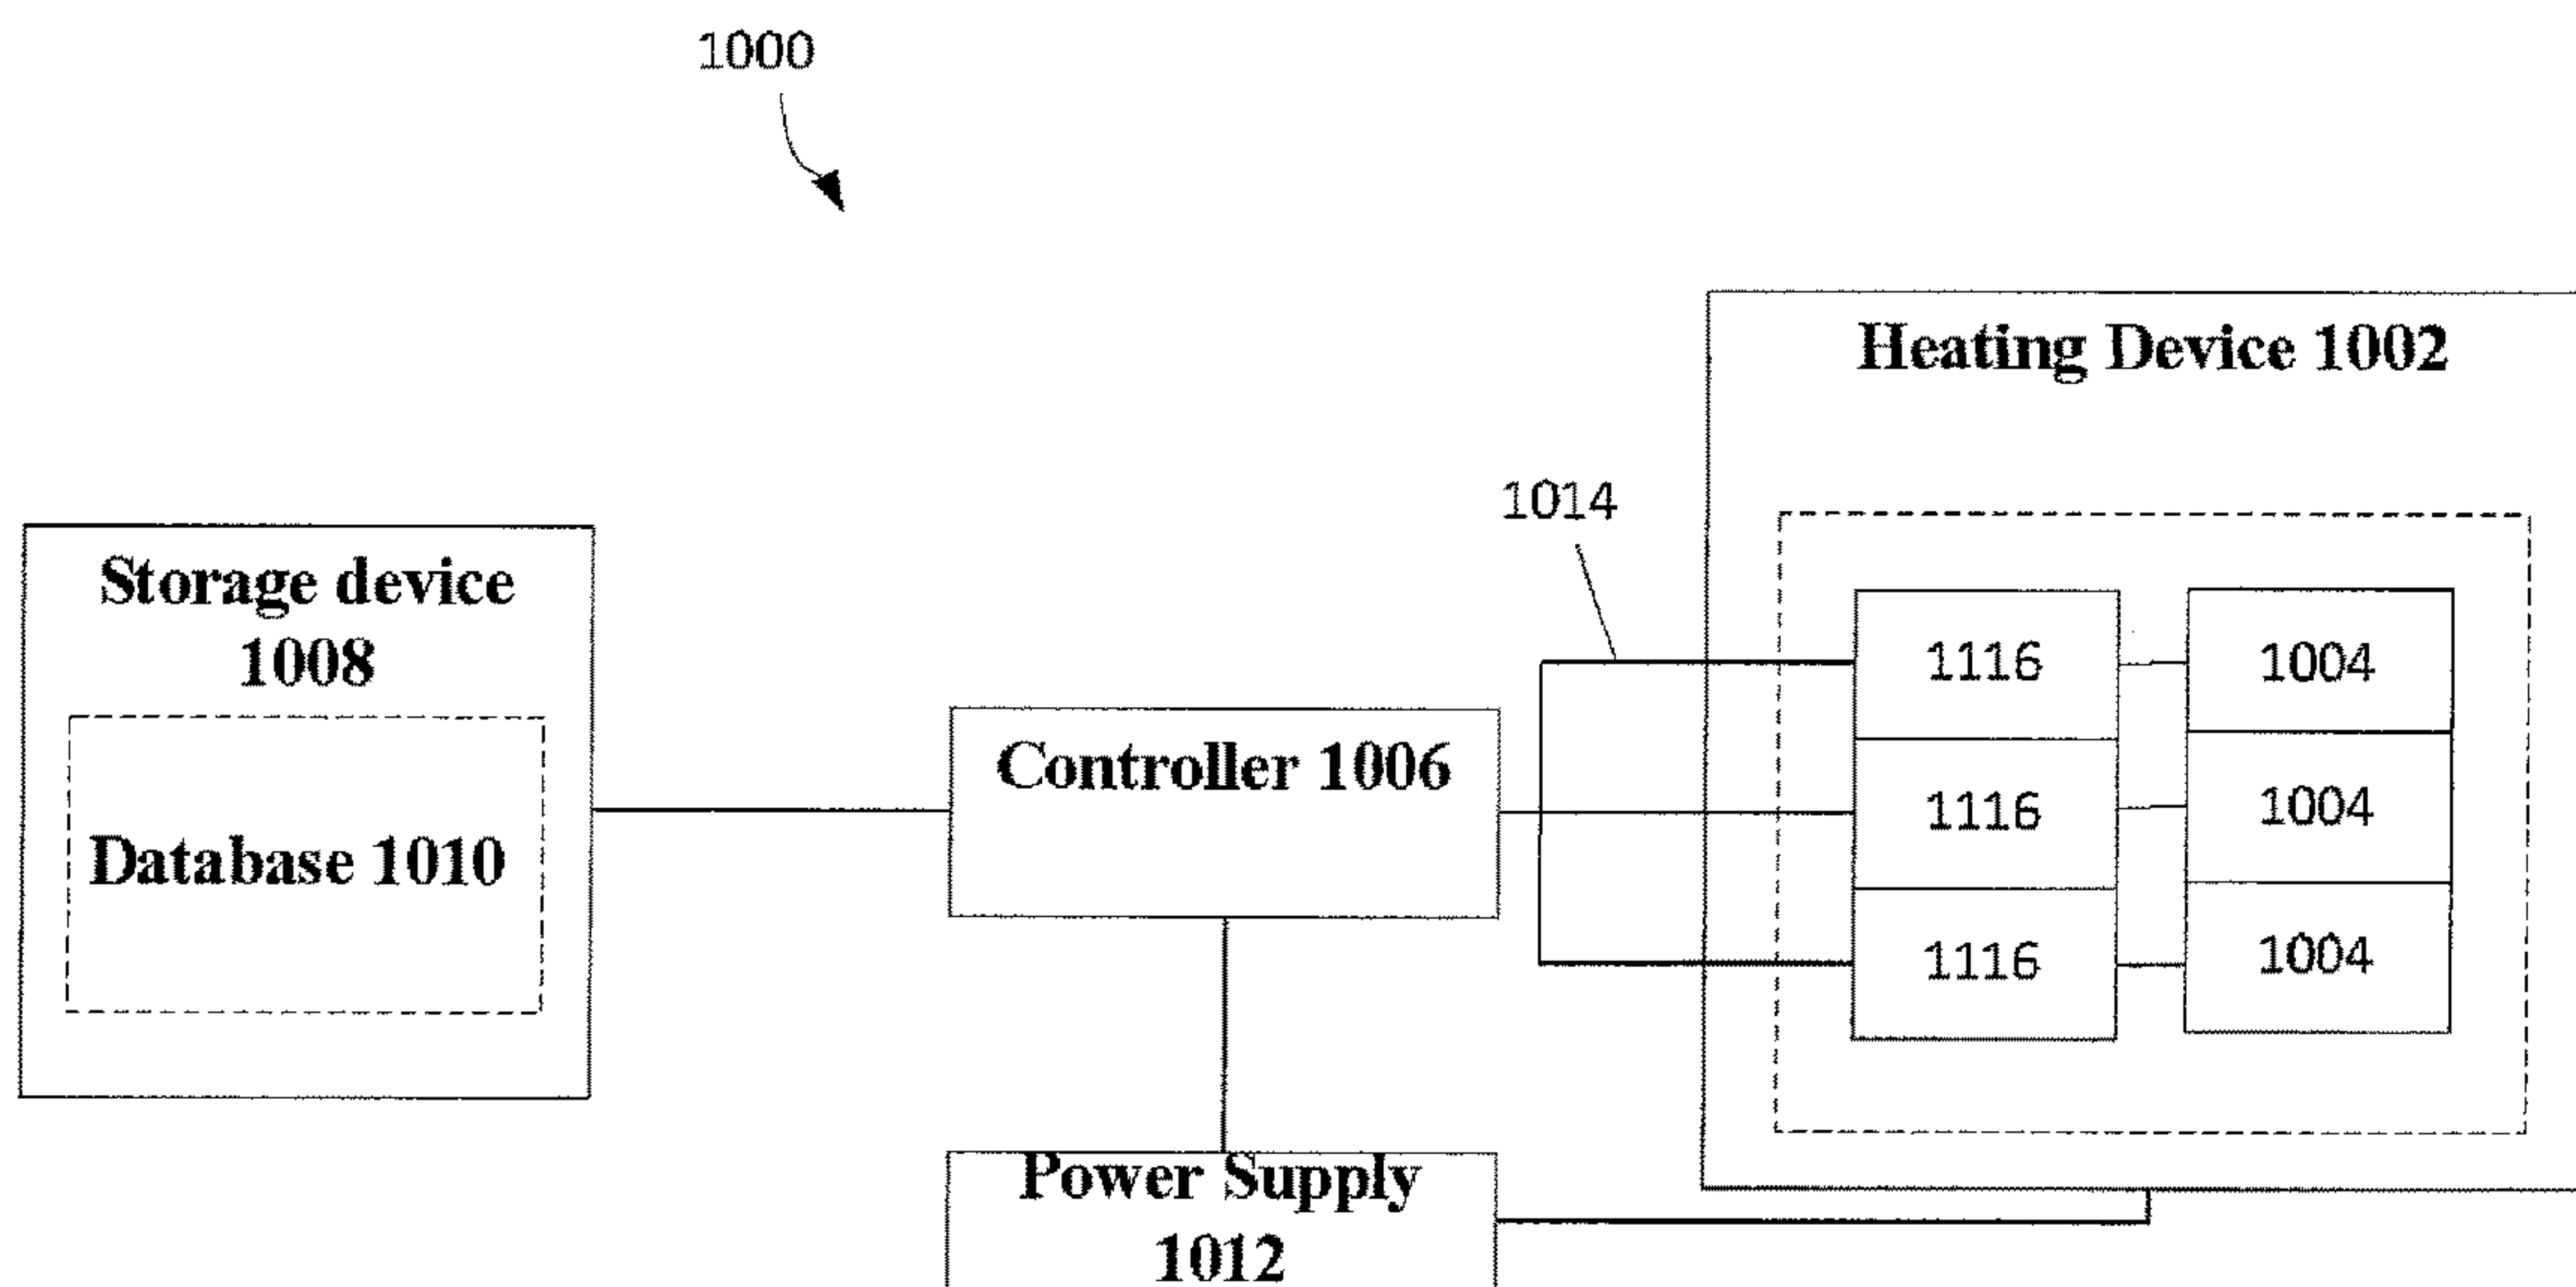 1000
Heating Device 1002
1014
Storage device
1008
Database 1010
Controller 1006
1116
1004
1116
1004
1116
1004
Power Supply
1012